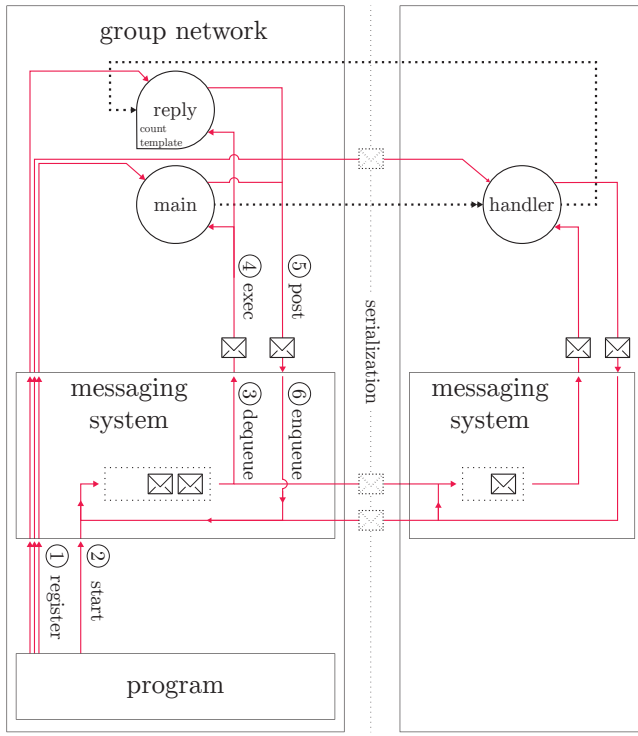 group network
reply
count
template
main
handler
④ exec
⑤ post
serialization
messaging
system
③ dequeue
⑥ enqueue
messaging
system
① register
② start
program